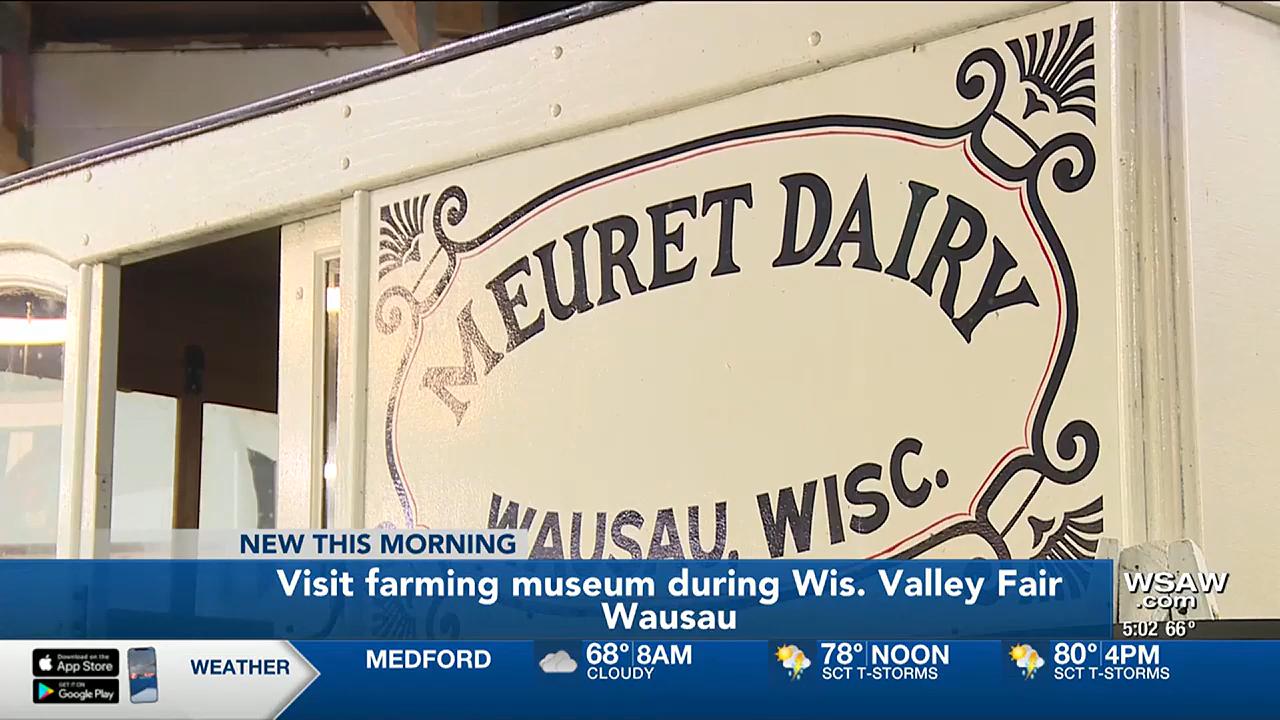 MEURET DAIRY
WAUSAU, WISC.
NEW THIS MORNING
Visit farming museum during Wis. Valley Fair
Wausau
WSAW
.com
5:02 66°
Download on the
App Store
GET IT ON
Google Play
WEATHER
MEDFORD
68° 8AM
CLOUDY
78° NOON
SCT T-STORMS
80° 4PM
SCT T-STORMS